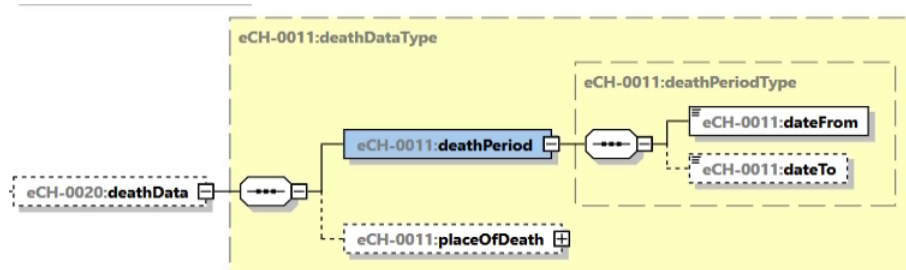 eCH-0011:deathDataType
eCH-0011:deathPeriodType
eCH-0011:dateFrom
eCH-0011:deathPeriod
eCH-0011:dateTo
eCH-0020:deathData
eCH-0011:placeOfDeath